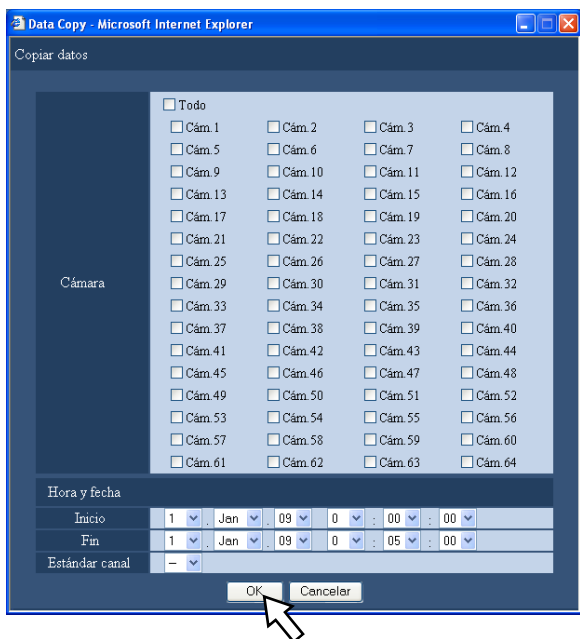 Data Copy - Microsoft Internet Explorer
Copiar datos
Todo
Cám. 1 Cám. 2 Cám. 3 Cám. 4
Cám. 5 Cám. 6 Cám. 7 Cám. 8
Cám. 9 Cám. 10 Cám. 11 Cám. 12
Cám. 13 Cám. 14 Cám. 15 Cám. 16
Cám. 17 Cám. 18 Cám. 19 Cám. 20
Cám. 21 Cám. 22 Cám. 23 Cám. 24
Cám. 25 Cám. 26 Cám. 27 Cám. 28
Cámara Cám. 29 Cám. 30 Cám. 31 Cám. 32
Cám. 33 Cám. 34 Cám. 35 Cám. 36
Cám. 37 Cám. 38 Cám. 39 Cám. 40
Cám. 41 Cám. 42 Cám. 43 Cám. 44
Cám. 45 Cám. 46 Cám. 47 Cám. 48
Cám. 49 Cám. 50 Cám. 51 Cám. 52
Cám. 53 Cám. 54 Cám. 55 Cám. 56
Cám. 57 Cám. 58 Cám. 59 Cám. 60
Cám. 61 Cám. 62 Cám. 63 Cám. 64
Hora y fecha
Inicio 1 . Jan . 09 0 : 00 : 00
Fin 1 . Jan . 09 0 : 05 : 00
Estándar canal –
OK Cancelar